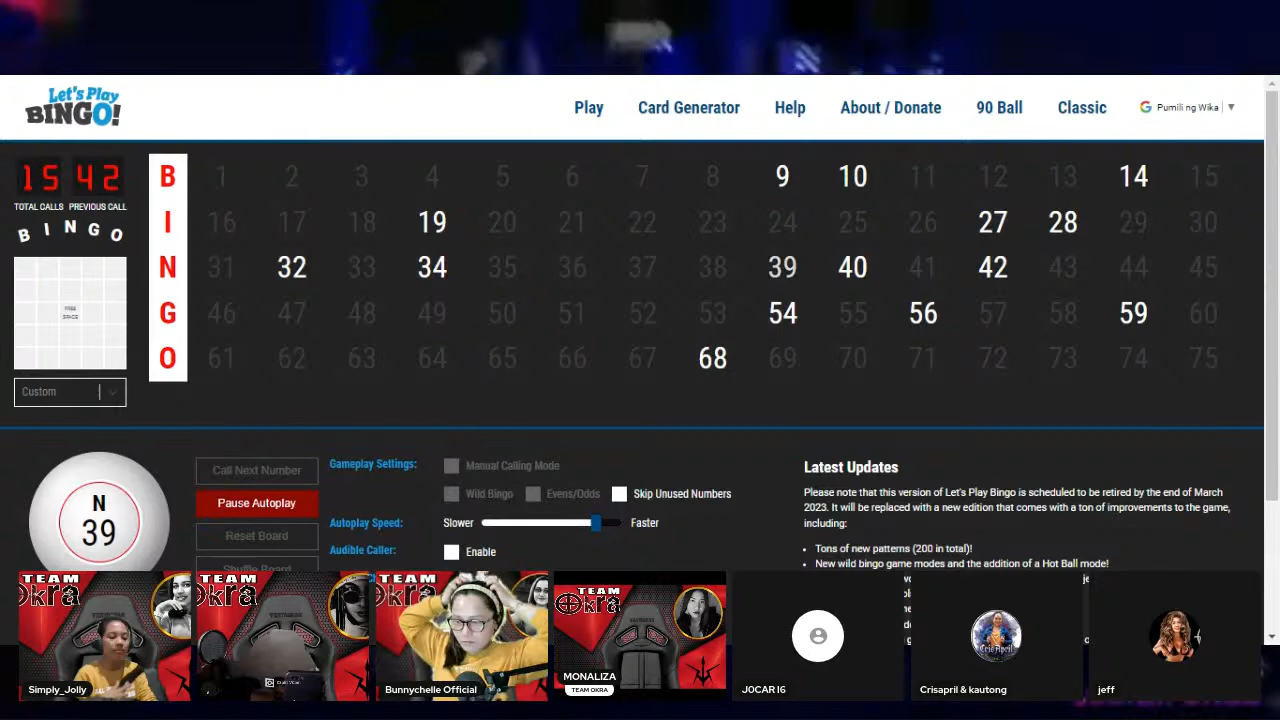 Let's Play
BINGO!
Play Card Generator Help About / Donate 90 Ball Classic Pumili ng Wika ▼
15 42
TOTAL CALLS PREVIOUS CALL
B I N G O
FREE
SPACE
Custom
B 1 2 3 4 5 6 7 8 9 10 11 12 13 14 15
I 16 17 18 19 20 21 22 23 24 25 26 27 28 29 30
N 31 32 33 34 35 36 37 38 39 40 41 42 43 44 45
G 46 47 48 49 50 51 52 53 54 55 56 57 58 59 60
O 61 62 63 64 65 66 67 68 69 70 71 72 73 74 75
N
39
Call Next Number
Pause Autoplay
Reset Board
Shuffle Board
Gameplay Settings: Manual Calling Mode
Wild Bingo Evens/Odds Skip Unused Numbers
Autoplay Speed: Slower Faster
Audible Caller: Enable
Latest Updates
Please note that this version of Let's Play Bingo is scheduled to be retired by the end of March
2023. It will be replaced with a new edition that comes with a ton of improvements to the game,
including:
• Tons of new patterns (200 in total)!
• New wild bingo game modes and the addition of a Hot Ball mode!
TEAM
Okra
Simply_Jolly
TEAM
Okra
TEAM
Okra
Bunnychelle Official
TEAM
Okra
MONALIZA
TEAM OKRA
J0CAR I6
Cris April
Crisapril & kautong
jeff